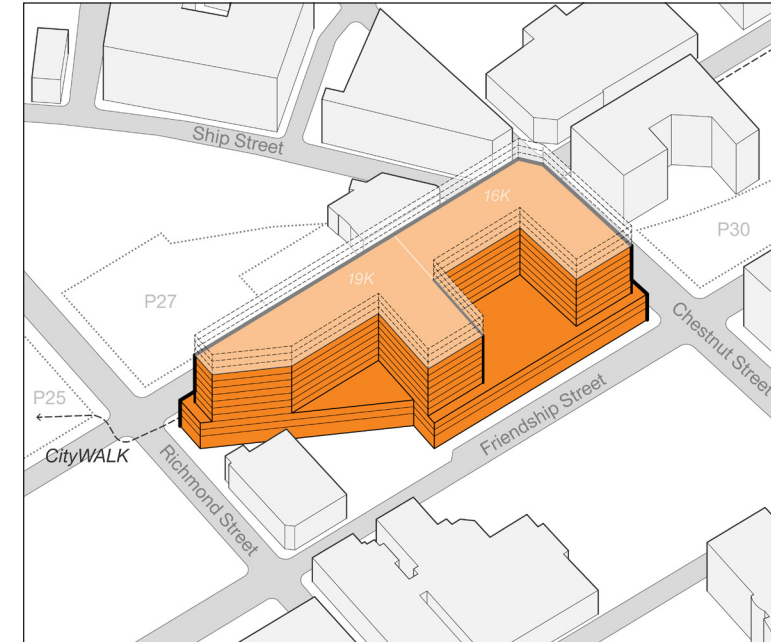 Ship Street
16K
P30
19K
P27
Chestnut Street
P25
Friendship Street
CityWALK
Richmond Street